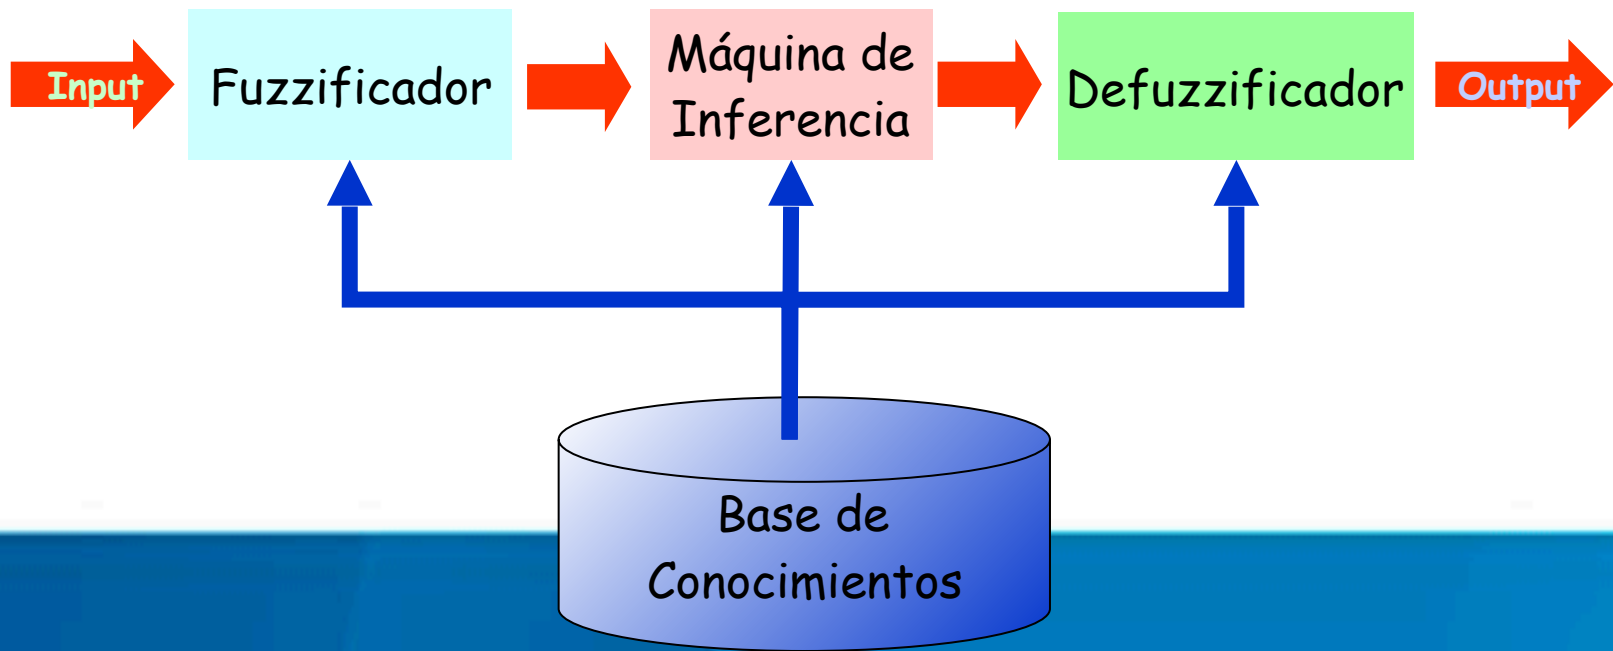 Input
Fuzzificador
Máquina de
Inferencia
Defuzzificador
Output
Base de
Conocimientos